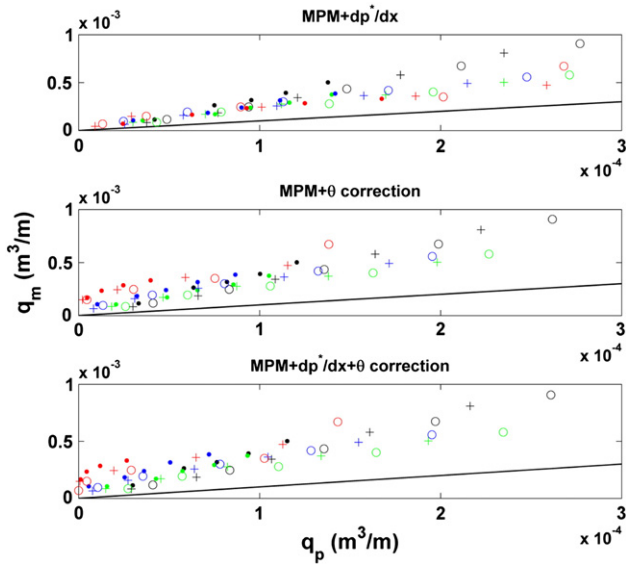 MPM+dp*/dx
x 10^-3
1
0.5
0
0 1 2 3
x 10^-4
MPM+θ correction
x 10^-3
1
0.5
0
0 1 2 3
x 10^-4
q_m (m^3/m)
MPM+dp*/dx+θ correction
x 10^-3
1
0.5
0
0 1 2 3
x 10^-4
q_p (m^3/m)